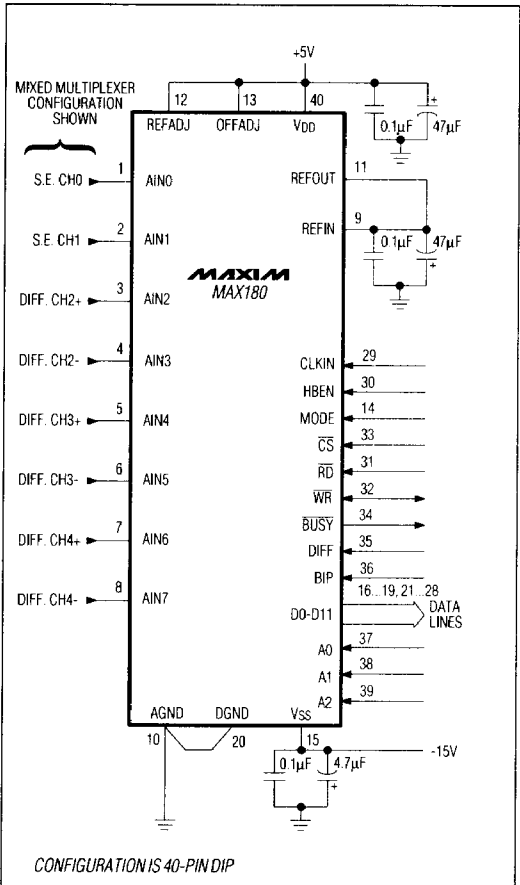 +5V
MIXED MULTIPLEXER
CONFIGURATION
SHOWN
12 13 40
REFADJ OFFADJ VDD
0.1µF + 47µF
S.E. CH0 1 AIN0
REFOUT 11
S.E. CH1 2 AIN1
REFIN 9
0.1µF 47µF +
MAXIM
MAX180
DIFF. CH2+ 3 AIN2
DIFF. CH2- 4 AIN3
CLKIN 29
HBEN 30
DIFF. CH3+ 5 AIN4
MODE 14
C̅S̅ 33
DIFF. CH3- 6 AIN5
R̅D̅ 31
W̅R̅ 32
DIFF. CH4+ 7 AIN6
B̅U̅S̅Y̅ 34
DIFF 35
DIFF. CH4- 8 AIN7
BIP 36
16...19, 21...28
D0-D11 DATA
LINES
A0 37
A1 38
A2 39
AGND DGND VSS
10 20 15
-15V
0.1µF 4.7µF +
CONFIGURATION IS 40-PIN DIP